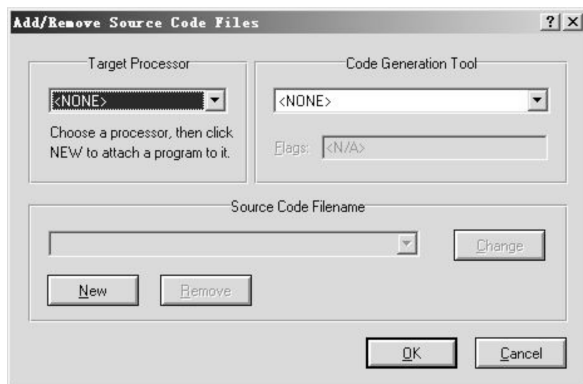 Add/Remove Source Code Files
Target Processor
<NONE>
Choose a processor, then click
NEW to attach a program to it.
Code Generation Tool
<NONE>
Flags: <N/A>
Source Code Filename
Change
New Remove
OK Cancel